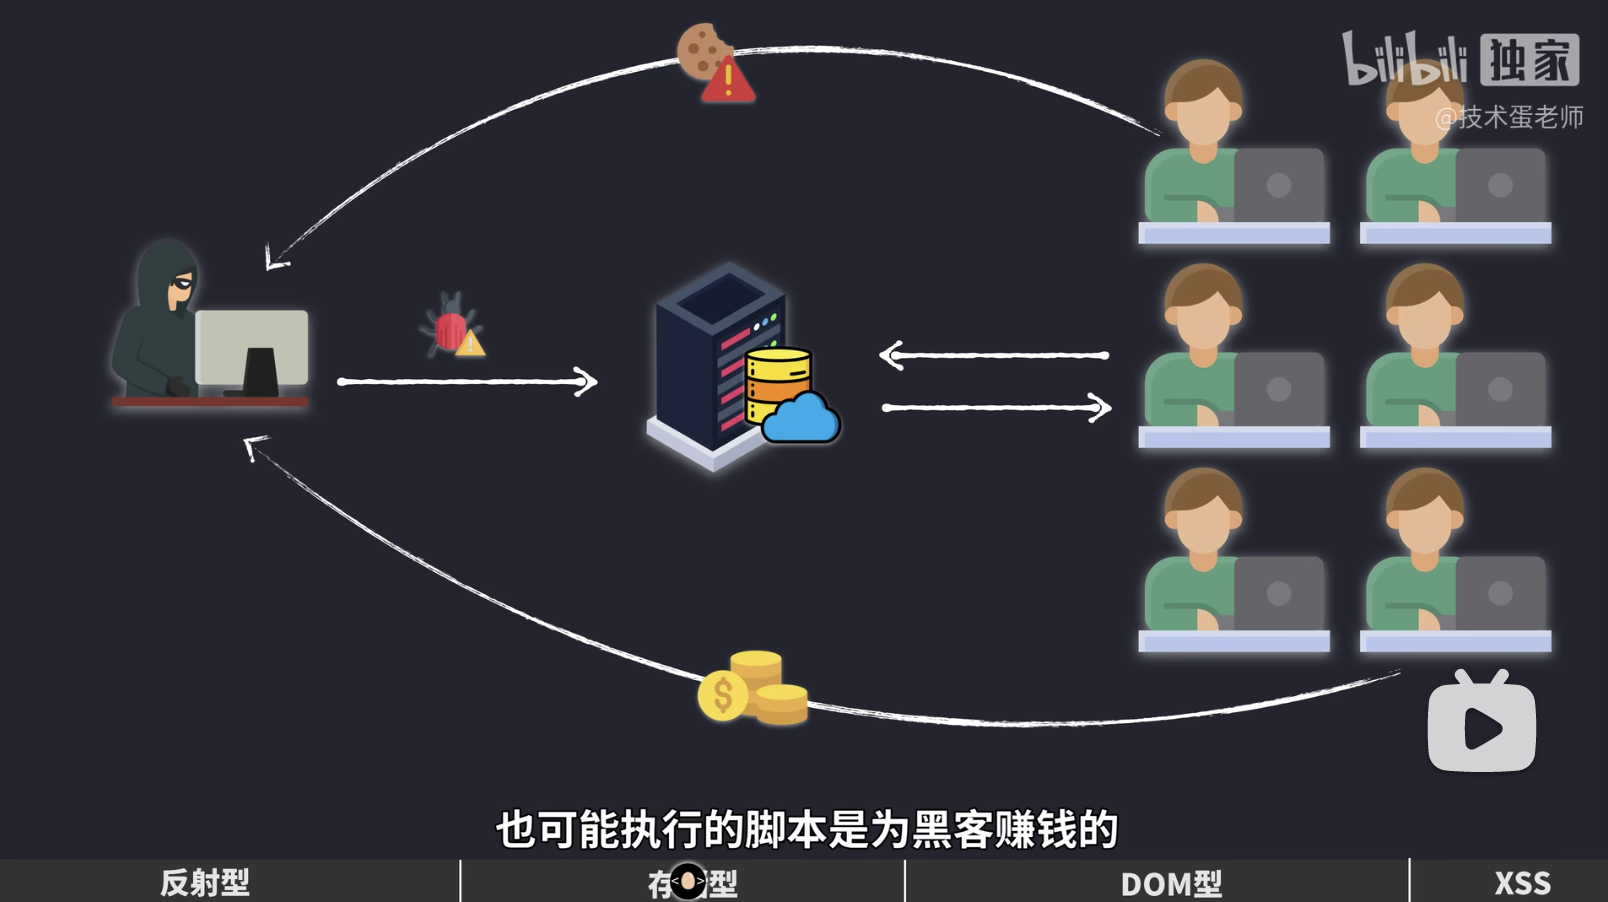 bilibili 独家
@技术蛋老师
$
也可能执行的脚本是为黑客赚钱的
反射型
存 型
DOM型
XSS